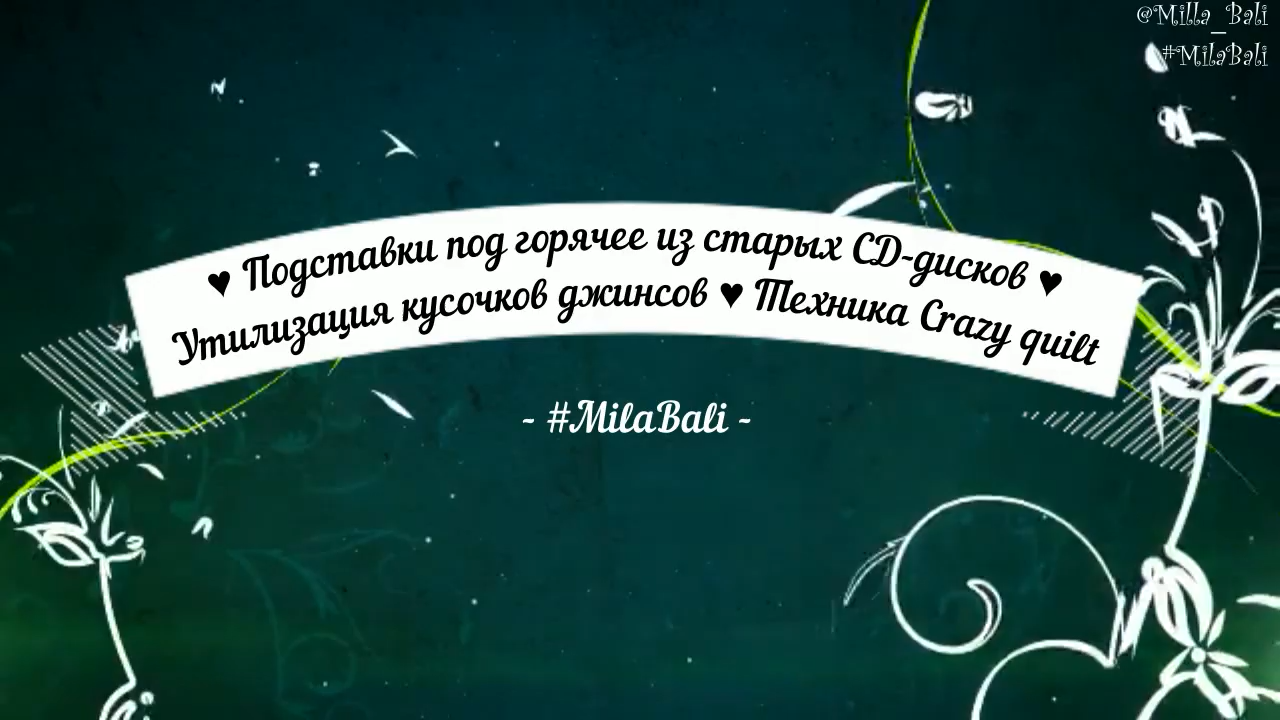 @Milla_Bali
#MilaBali
♥ Подставки под горячее из старых CD-дисков ♥
Утилизация кусочков джинсов ♥ Техника Crazy quilt
- #MilaBali -